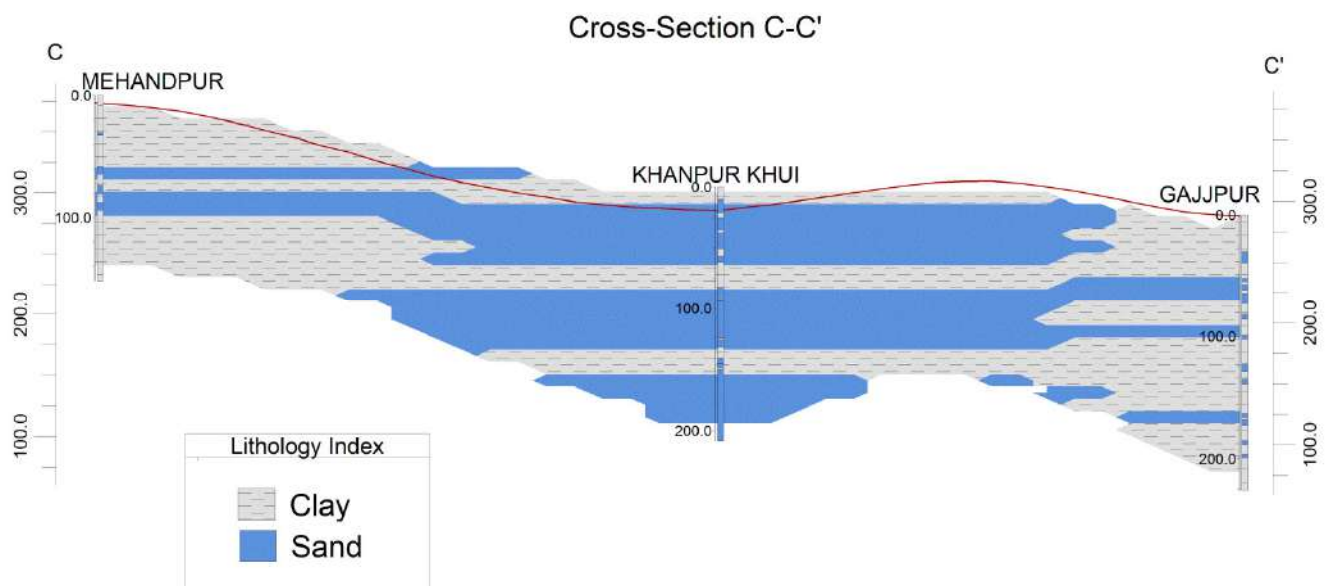 Cross-Section C-C'
C
C'
MEHANDPUR
0.0
KHANPUR KHUI
0.0
GAJJPUR
0.0
300.0
300.0
100.0
200.0
100.0
200.0
100.0
100.0
200.0
100.0
200.0
Lithology Index
Clay
Sand